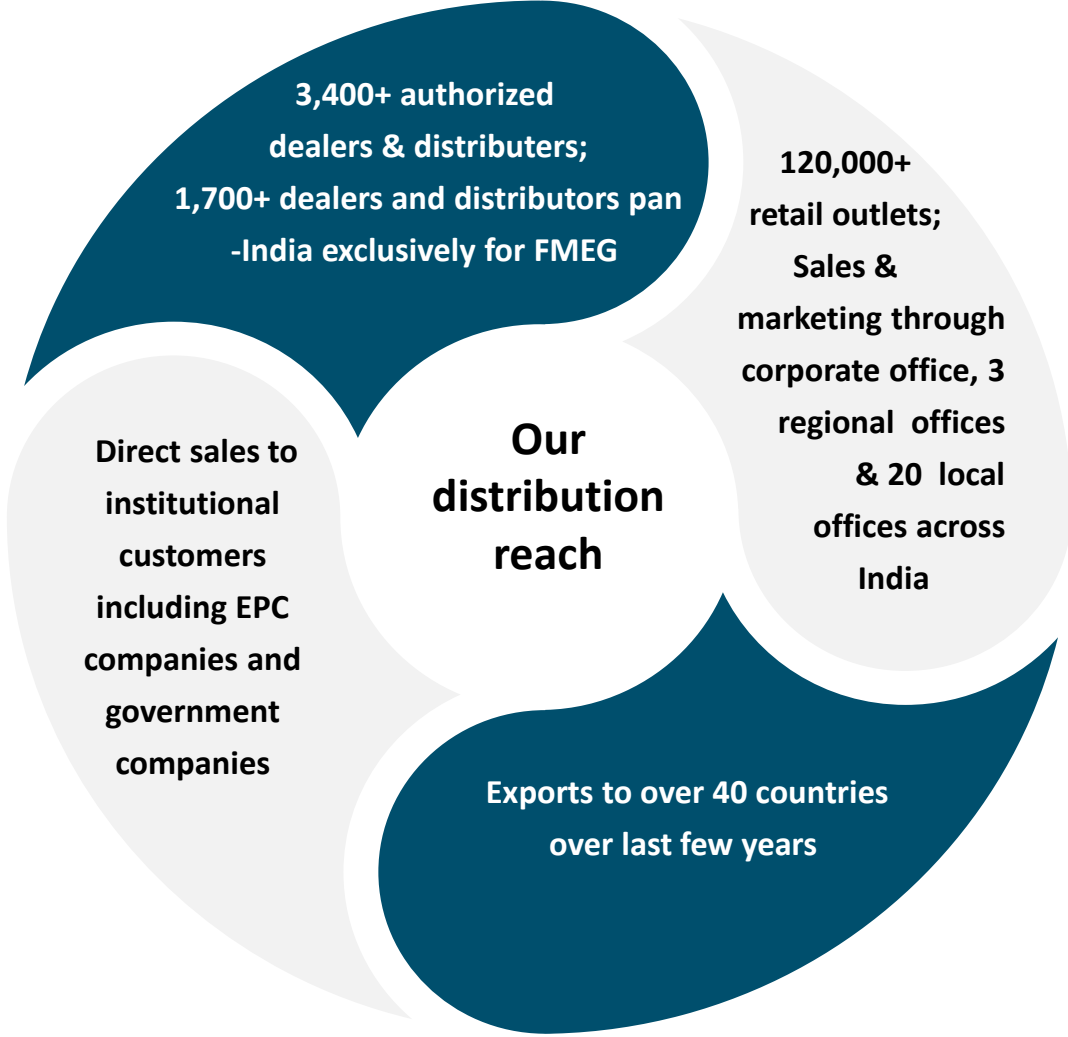 3,400+ authorized
dealers & distributers;
1,700+ dealers and distributors pan
-India exclusively for FMEG
120,000+
retail outlets;
Sales &
marketing through
corporate office, 3
regional offices
& 20 local
offices across
India
Our
distribution
reach
Direct sales to
institutional
customers
including EPC
companies and
government
companies
Exports to over 40 countries
over last few years